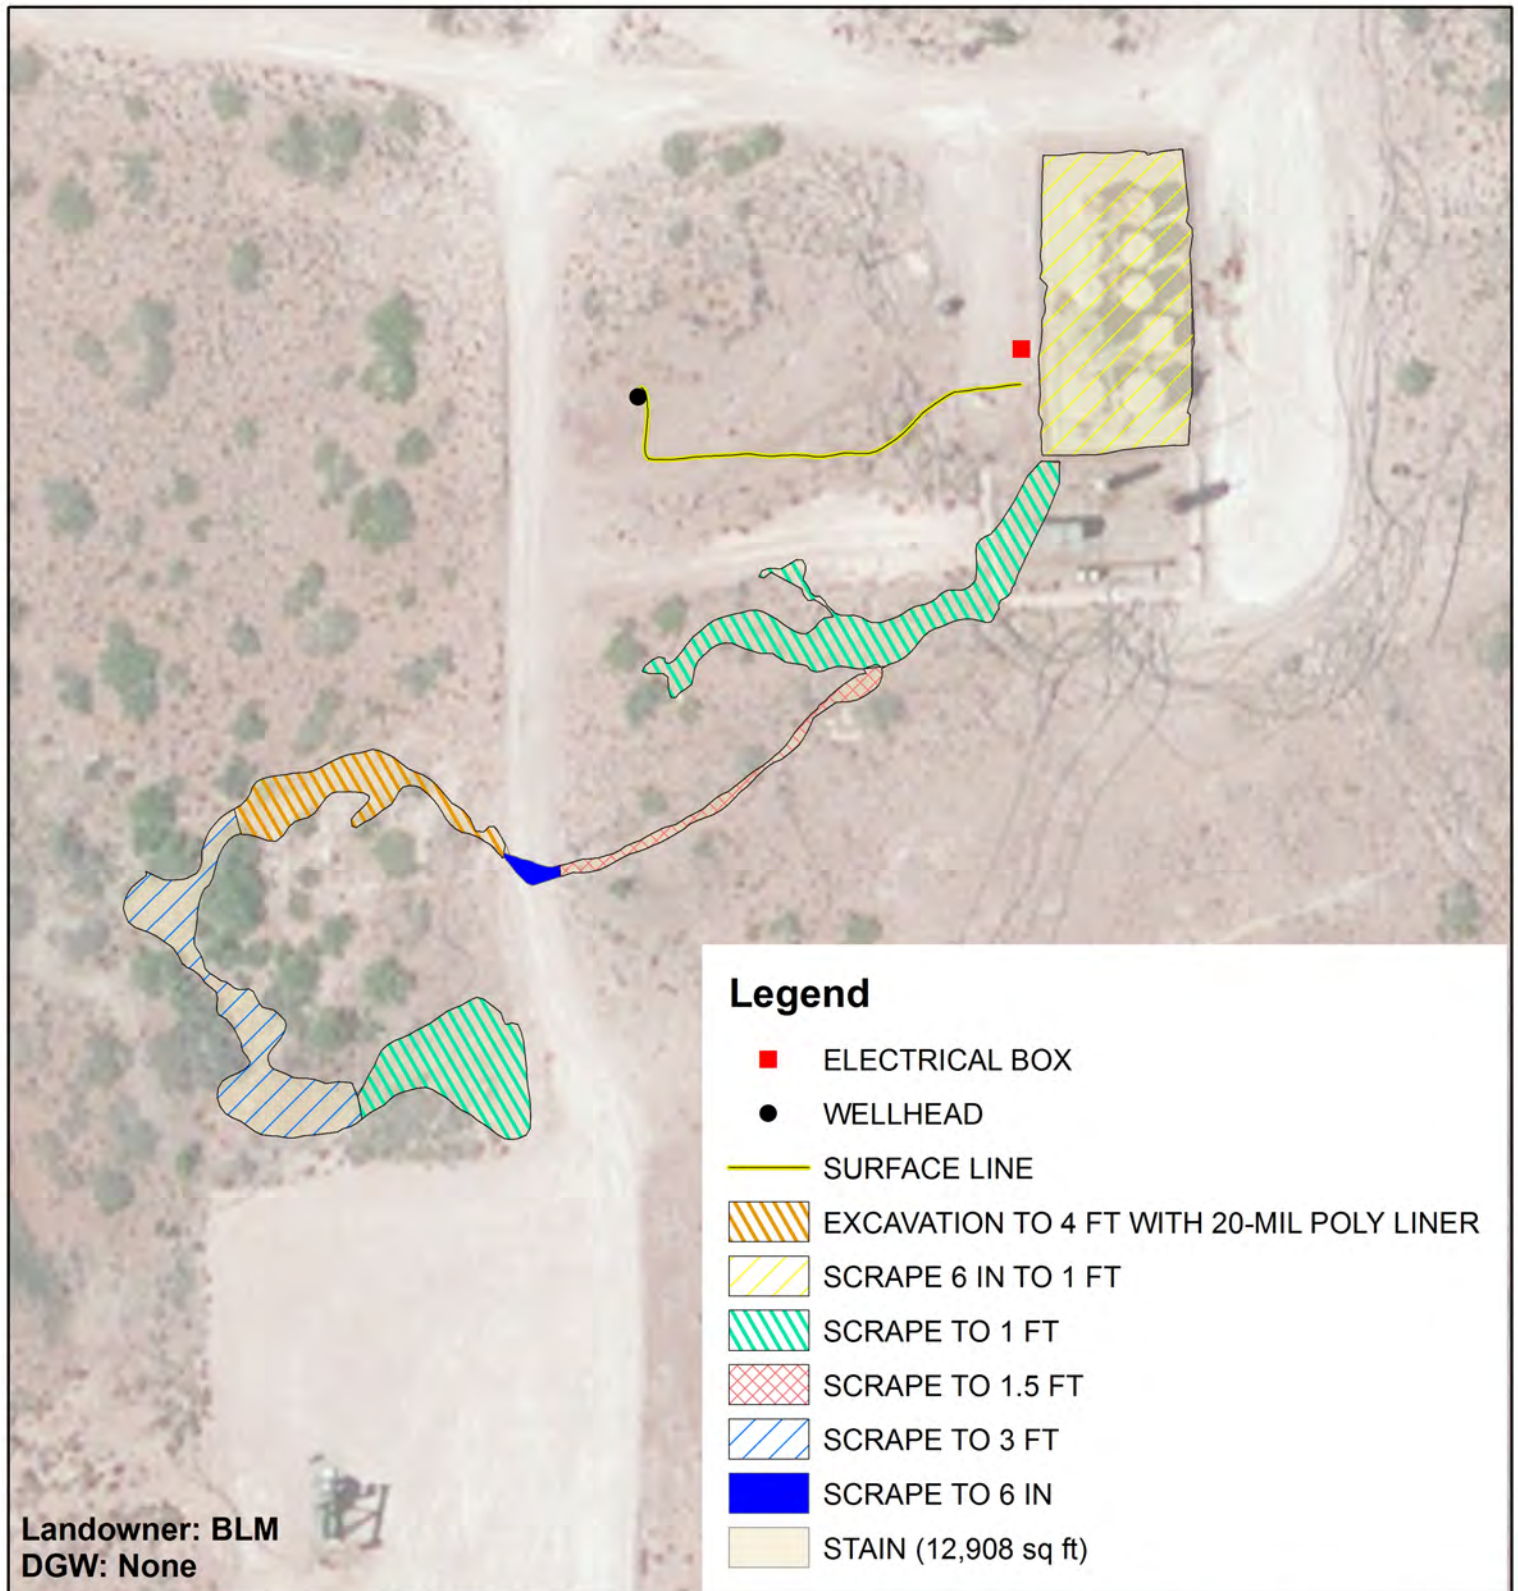 Legend
ELECTRICAL BOX
WELLHEAD
SURFACE LINE
EXCAVATION TO 4 FT WITH 20-MIL POLY LINER
SCRAPE 6 IN TO 1 FT
SCRAPE TO 1 FT
SCRAPE TO 1.5 FT
SCRAPE TO 3 FT
SCRAPE TO 6 IN
STAIN (12,908 sq ft)
Landowner: BLM
DGW: None